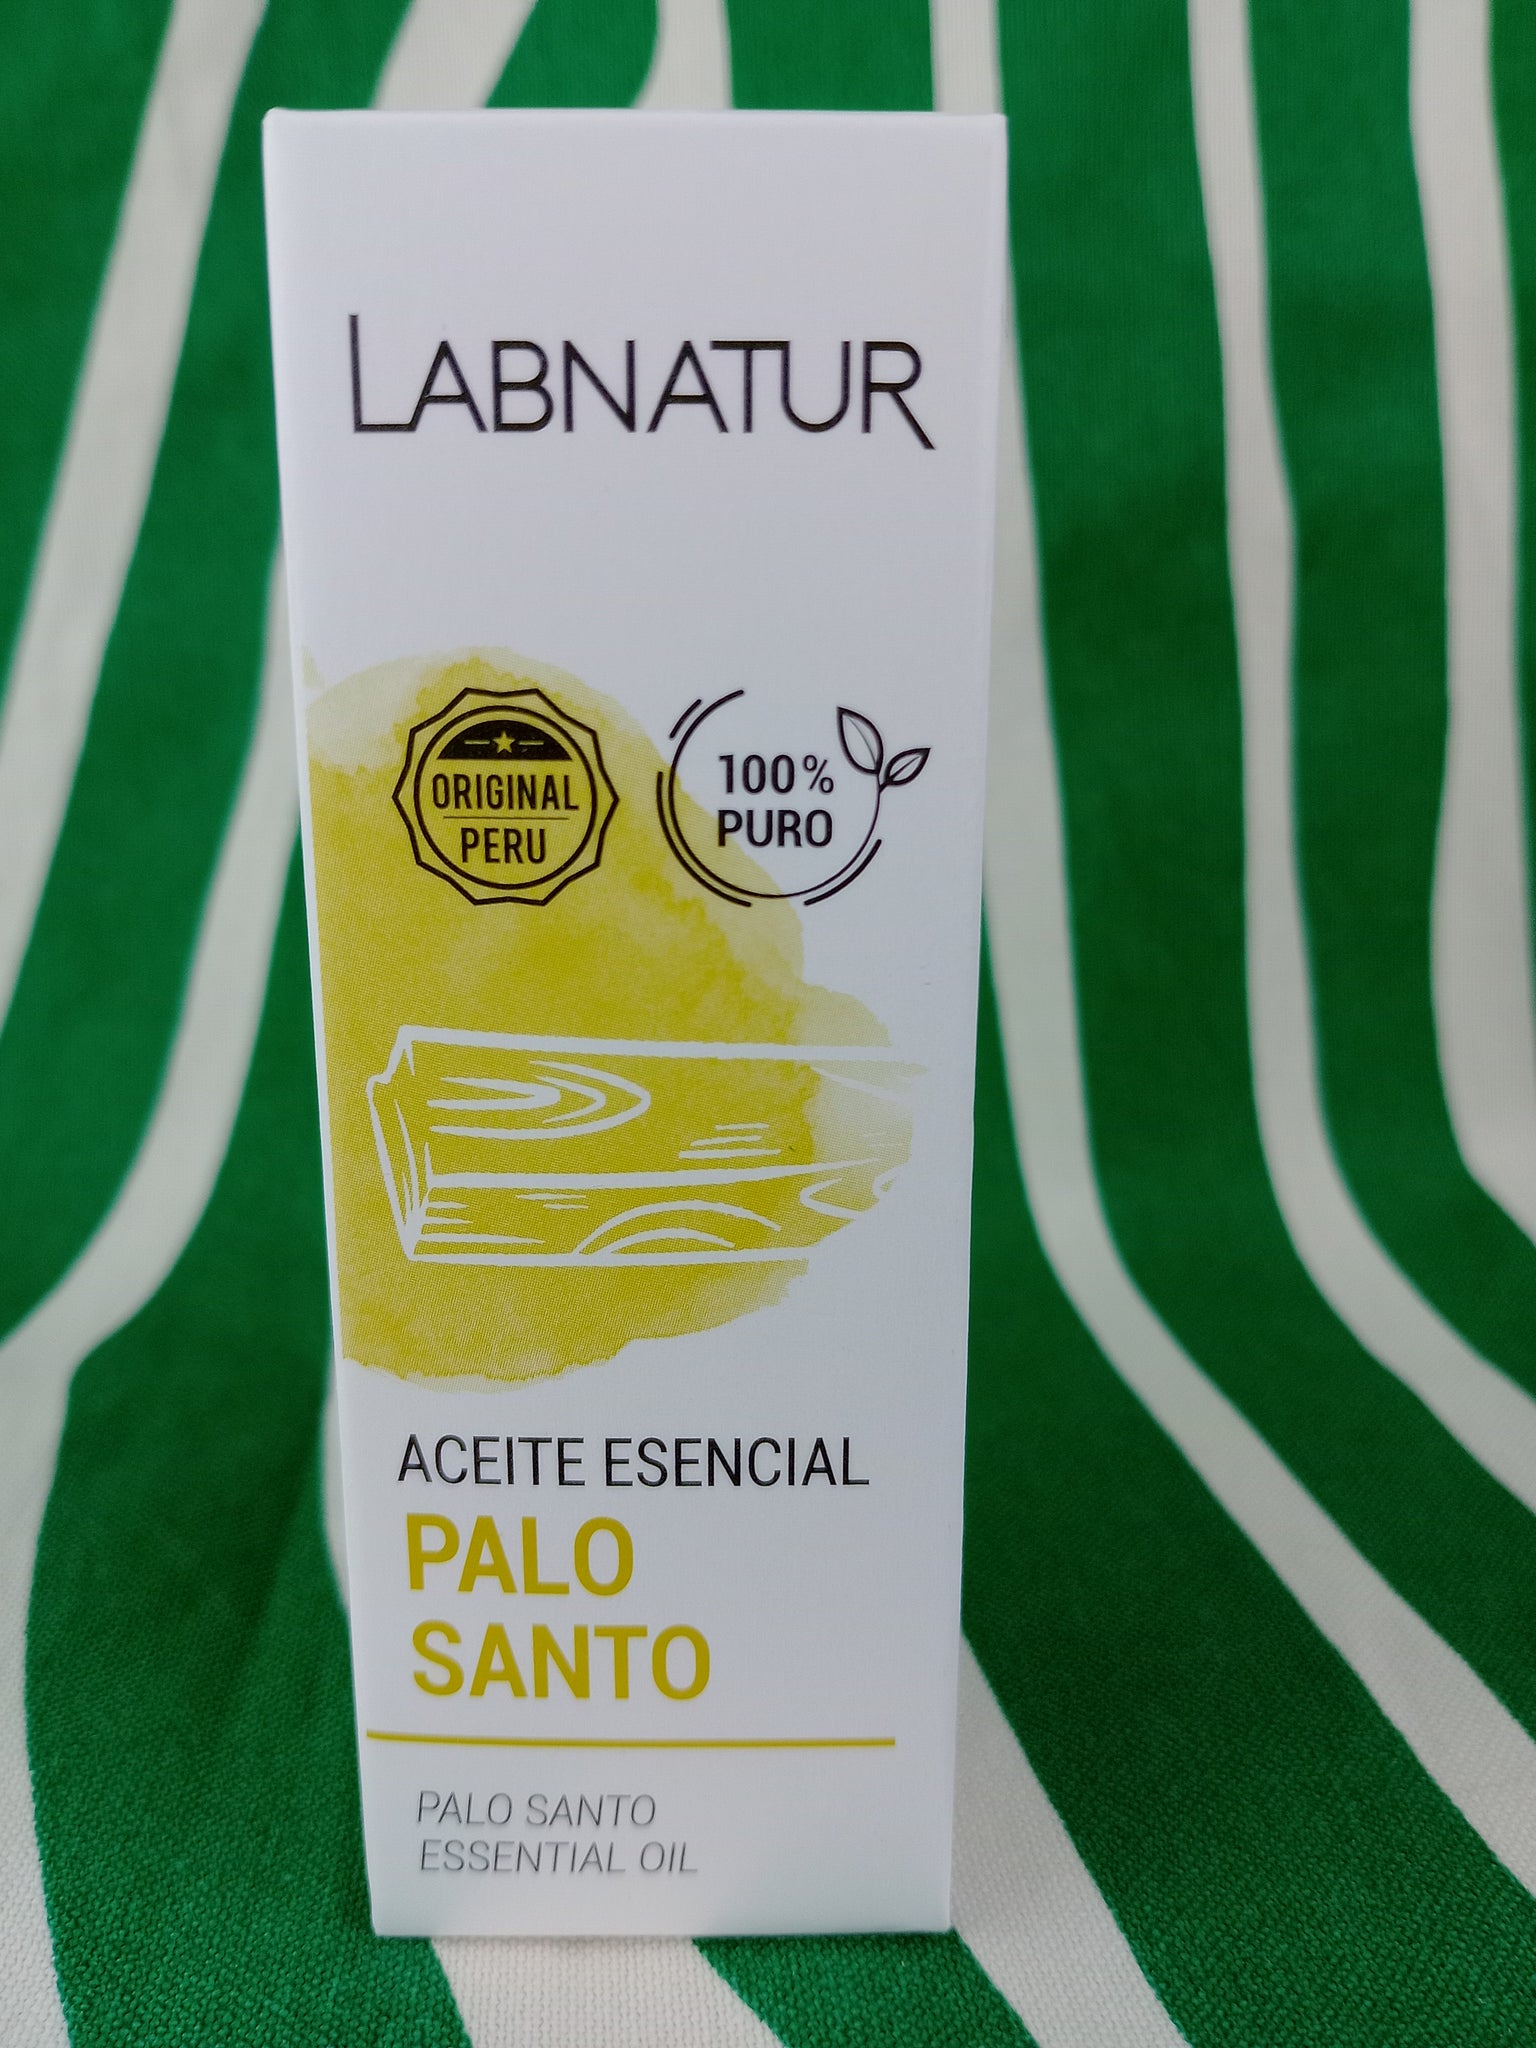 LABNATUR
ORIGINAL
PERU
100%
PURO
ACEITE ESENCIAL
PALO
SANTO
PALO SANTO
ESSENTIAL OIL